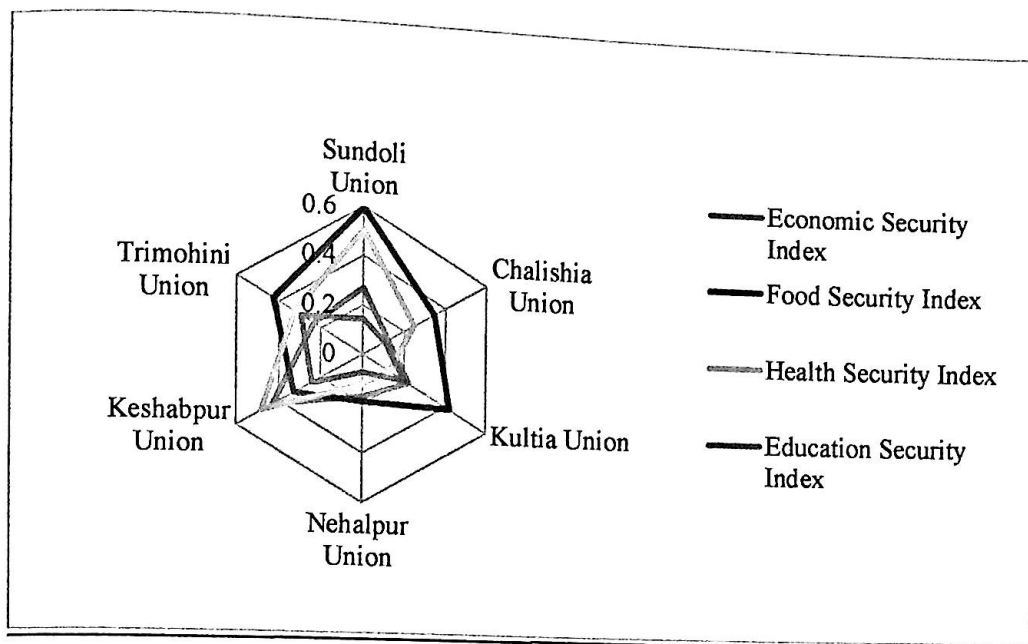 Sundoli
Union
0.6
Trimohini
Union
0.4
Chalishia
Union
0.2
0
Keshabpur
Union
Kultia Union
Nehalpur
Union
Economic Security
Index
Food Security Index
Health Security Index
Education Security
Index